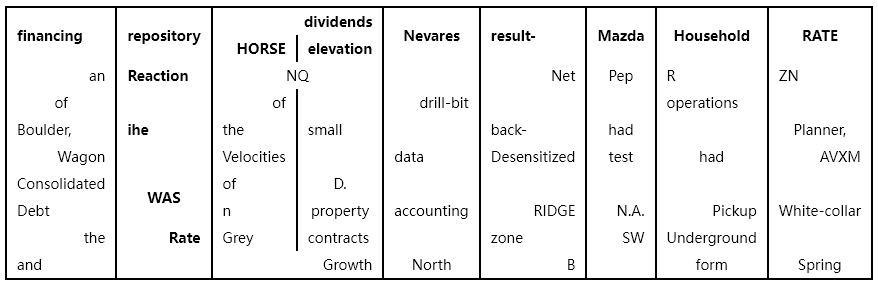 dividends
financing repository Nevares result- Mazda Household RATE
HORSE elevation
an Reaction NQ Net Pep R ZN
of of drill-bit operations
Boulder, ihe the small back- had Planner,
Wagon Velocities data Desensitized test had AVXM
Consolidated of D.
WAS
Debt n property accounting RIDGE N.A. Pickup White-collar
the Rate Grey contracts zone SW Underground
and Growth North B form Spring